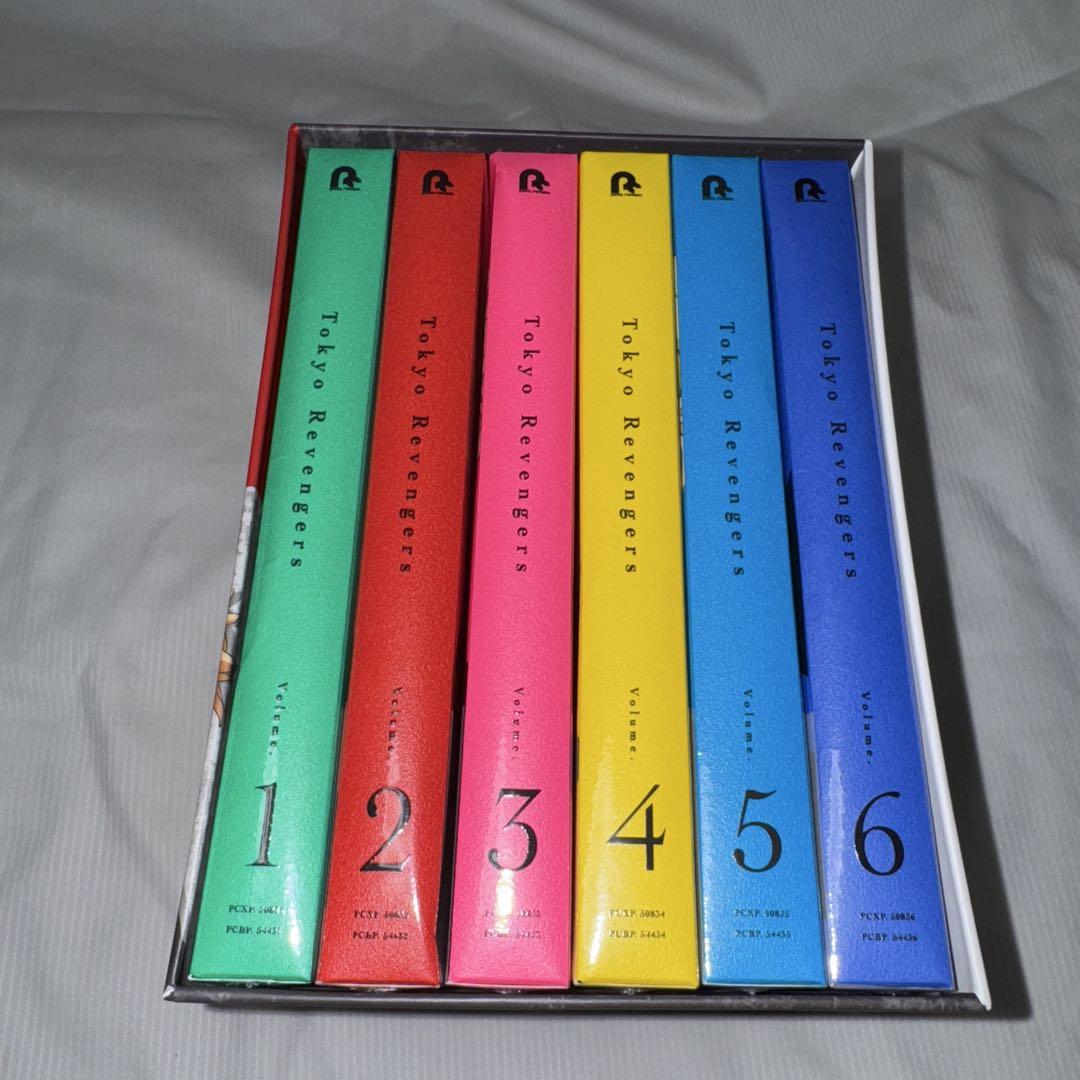 Tokyo Revengers
Volume.
1
Tokyo Revengers
Volume.
2
Tokyo Revengers
Volume.
3
Tokyo Revengers
Volume.
4
PCXP. 50834
PCBP. 54434
Tokyo Revengers
Volume.
5
PCXP. 50835
PCBP. 54435
Tokyo Revengers
Volume.
6
PCXP. 50836
PCBP. 54436